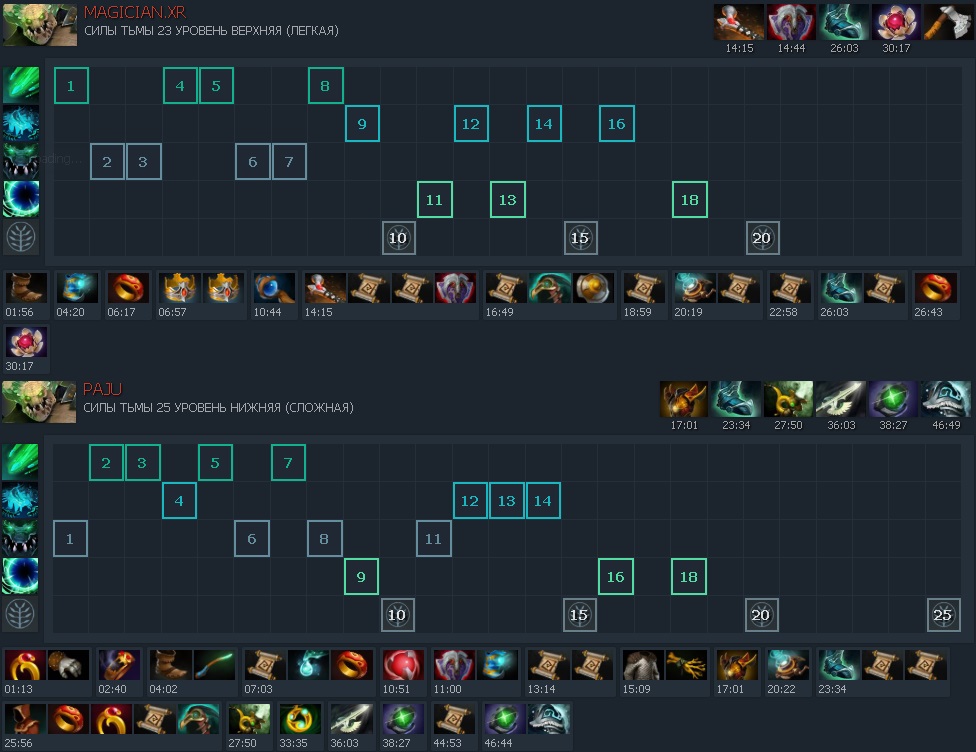 MAGICIAN.XR
СИЛЫ ТЬМЫ 23 УРОВЕНЬ ВЕРХНЯЯ (ЛЕГКАЯ)
14:15 14:44 26:03 30:17
1 4 5 8
9 12 14 16
2 3 6 7
11 13 18
10 15 20
01:56 04:20 06:17 06:57 10:44 14:15 16:49 18:59 20:19 22:58 26:03 26:43
30:17
PAJU
СИЛЫ ТЬМЫ 25 УРОВЕНЬ НИЖНЯЯ (СЛОЖНАЯ)
17:01 23:34 27:50 36:03 38:27 46:49
2 3 5 7
4 12 13 14
1 6 8 11
9 16 18
10 15 20 25
01:13 02:40 04:02 07:03 10:51 11:00 13:14 15:09 17:01 20:22 23:34
25:56 27:50 33:35 36:03 38:27 44:53 46:44